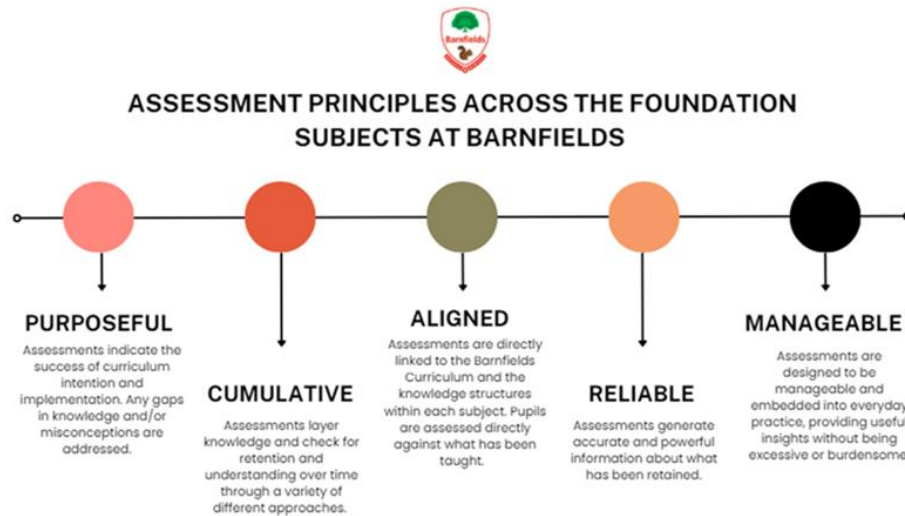 Barnfields
ASSESSMENT PRINCIPLES ACROSS THE FOUNDATION
SUBJECTS AT BARNFIELDS
PURPOSEFUL
Assessments indicate the
success of curriculum
intention and
implementation. Any gaps
in knowledge and/or
misconceptions are
addressed.
CUMULATIVE
Assessments layer
knowledge and check for
retention and
understanding over time
through a variety of
different approaches.
ALIGNED
Assessments are directly
linked to the Barnfields
Curriculum and the
knowledge structures
within each subject. Pupils
are assessed directly
against what has been
taught.
RELIABLE
Assessments generate
accurate and powerful
information about what
has been retained.
MANAGEABLE
Assessments are
designed to be
manageable and
embedded into everyday
practice, providing useful
insights without being
excessive or burdensome